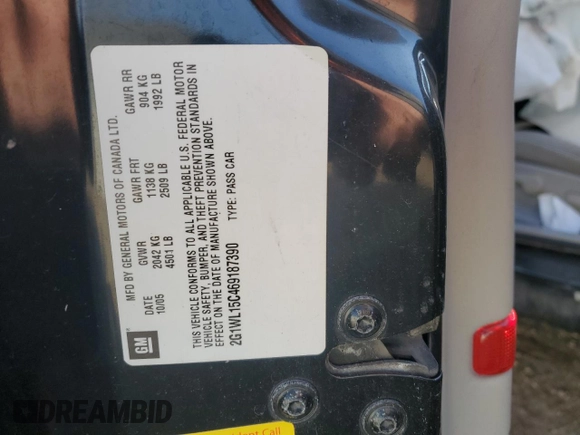 MFD BY GENERAL MOTORS OF CANADA LTD.
DATE GVWR GAWR FRT GAWR RR
10/05 2042 KG 1138 KG 904 KG
4501 LB 2509 LB 1992 LB
THIS VEHICLE CONFORMS TO ALL APPLICABLE U.S. FEDERAL MOTOR
VEHICLE SAFETY, BUMPER, AND THEFT PREVENTION STANDARDS IN
EFFECT ON THE DATE OF MANUFACTURE SHOWN ABOVE.
2G1WL15C469187390 TYPE: PASS CAR
GM
Call
DREAMBID